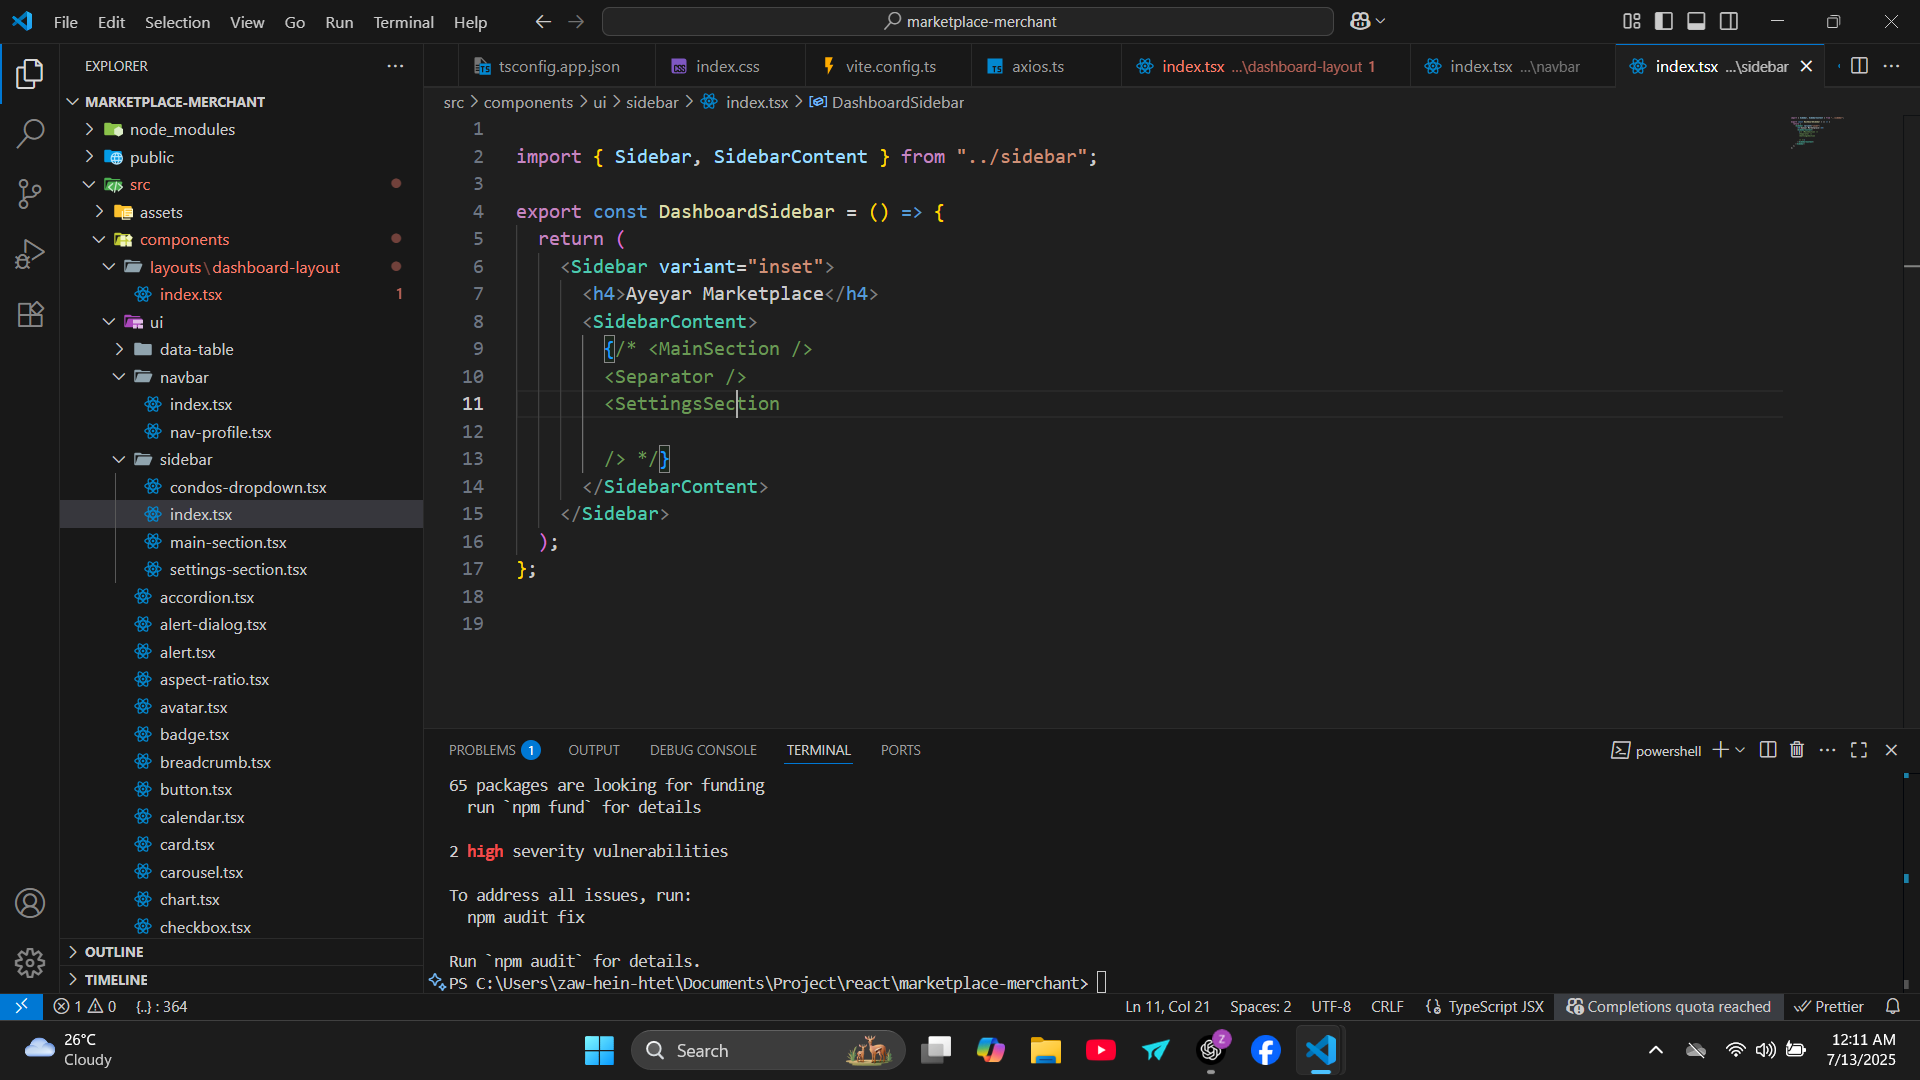 File Edit Selection View Go Run Terminal Help
marketplace-merchant
EXPLORER
MARKETPLACE-MERCHANT
node_modules
public
src
assets
components
layouts\dashboard-layout
index.tsx 1
ui
data-table
navbar
index.tsx
nav-profile.tsx
sidebar
condos-dropdown.tsx
index.tsx
main-section.tsx
settings-section.tsx
accordion.tsx
alert-dialog.tsx
alert.tsx
aspect-ratio.tsx
avatar.tsx
badge.tsx
breadcrumb.tsx
button.tsx
calendar.tsx
card.tsx
carousel.tsx
chart.tsx
checkbox.tsx
OUTLINE
TIMELINE
tsconfig.app.json index.css vite.config.ts axios.ts index.tsx ...\dashboard-layout 1 index.tsx ...\navbar index.tsx ...\sidebar
src > components > ui > sidebar > index.tsx > DashboardSidebar
1
2 import { Sidebar, SidebarContent } from "../sidebar";
3
4 export const DashboardSidebar = () => {
5 return (
6 <Sidebar variant="inset">
7 <h4>Ayeyar Marketplace</h4>
8 <SidebarContent>
9 {/* <MainSection />
10 <Separator />
11 <SettingsSection
12
13 /> */}
14 </SidebarContent>
15 </Sidebar>
16 );
17 };
18
19
PROBLEMS 1 OUTPUT DEBUG CONSOLE TERMINAL PORTS
powershell
65 packages are looking for funding
run `npm fund` for details
2 high severity vulnerabilities
To address all issues, run:
npm audit fix
Run `npm audit` for details.
PS C:\Users\zaw-hein-htet\Documents\Project\react\marketplace-merchant>
1 0 {..} : 364
Ln 11, Col 21 Spaces: 2 UTF-8 CRLF TypeScript JSX Completions quota reached Prettier
26°C
Cloudy
Search
Z
12:11 AM
7/13/2025